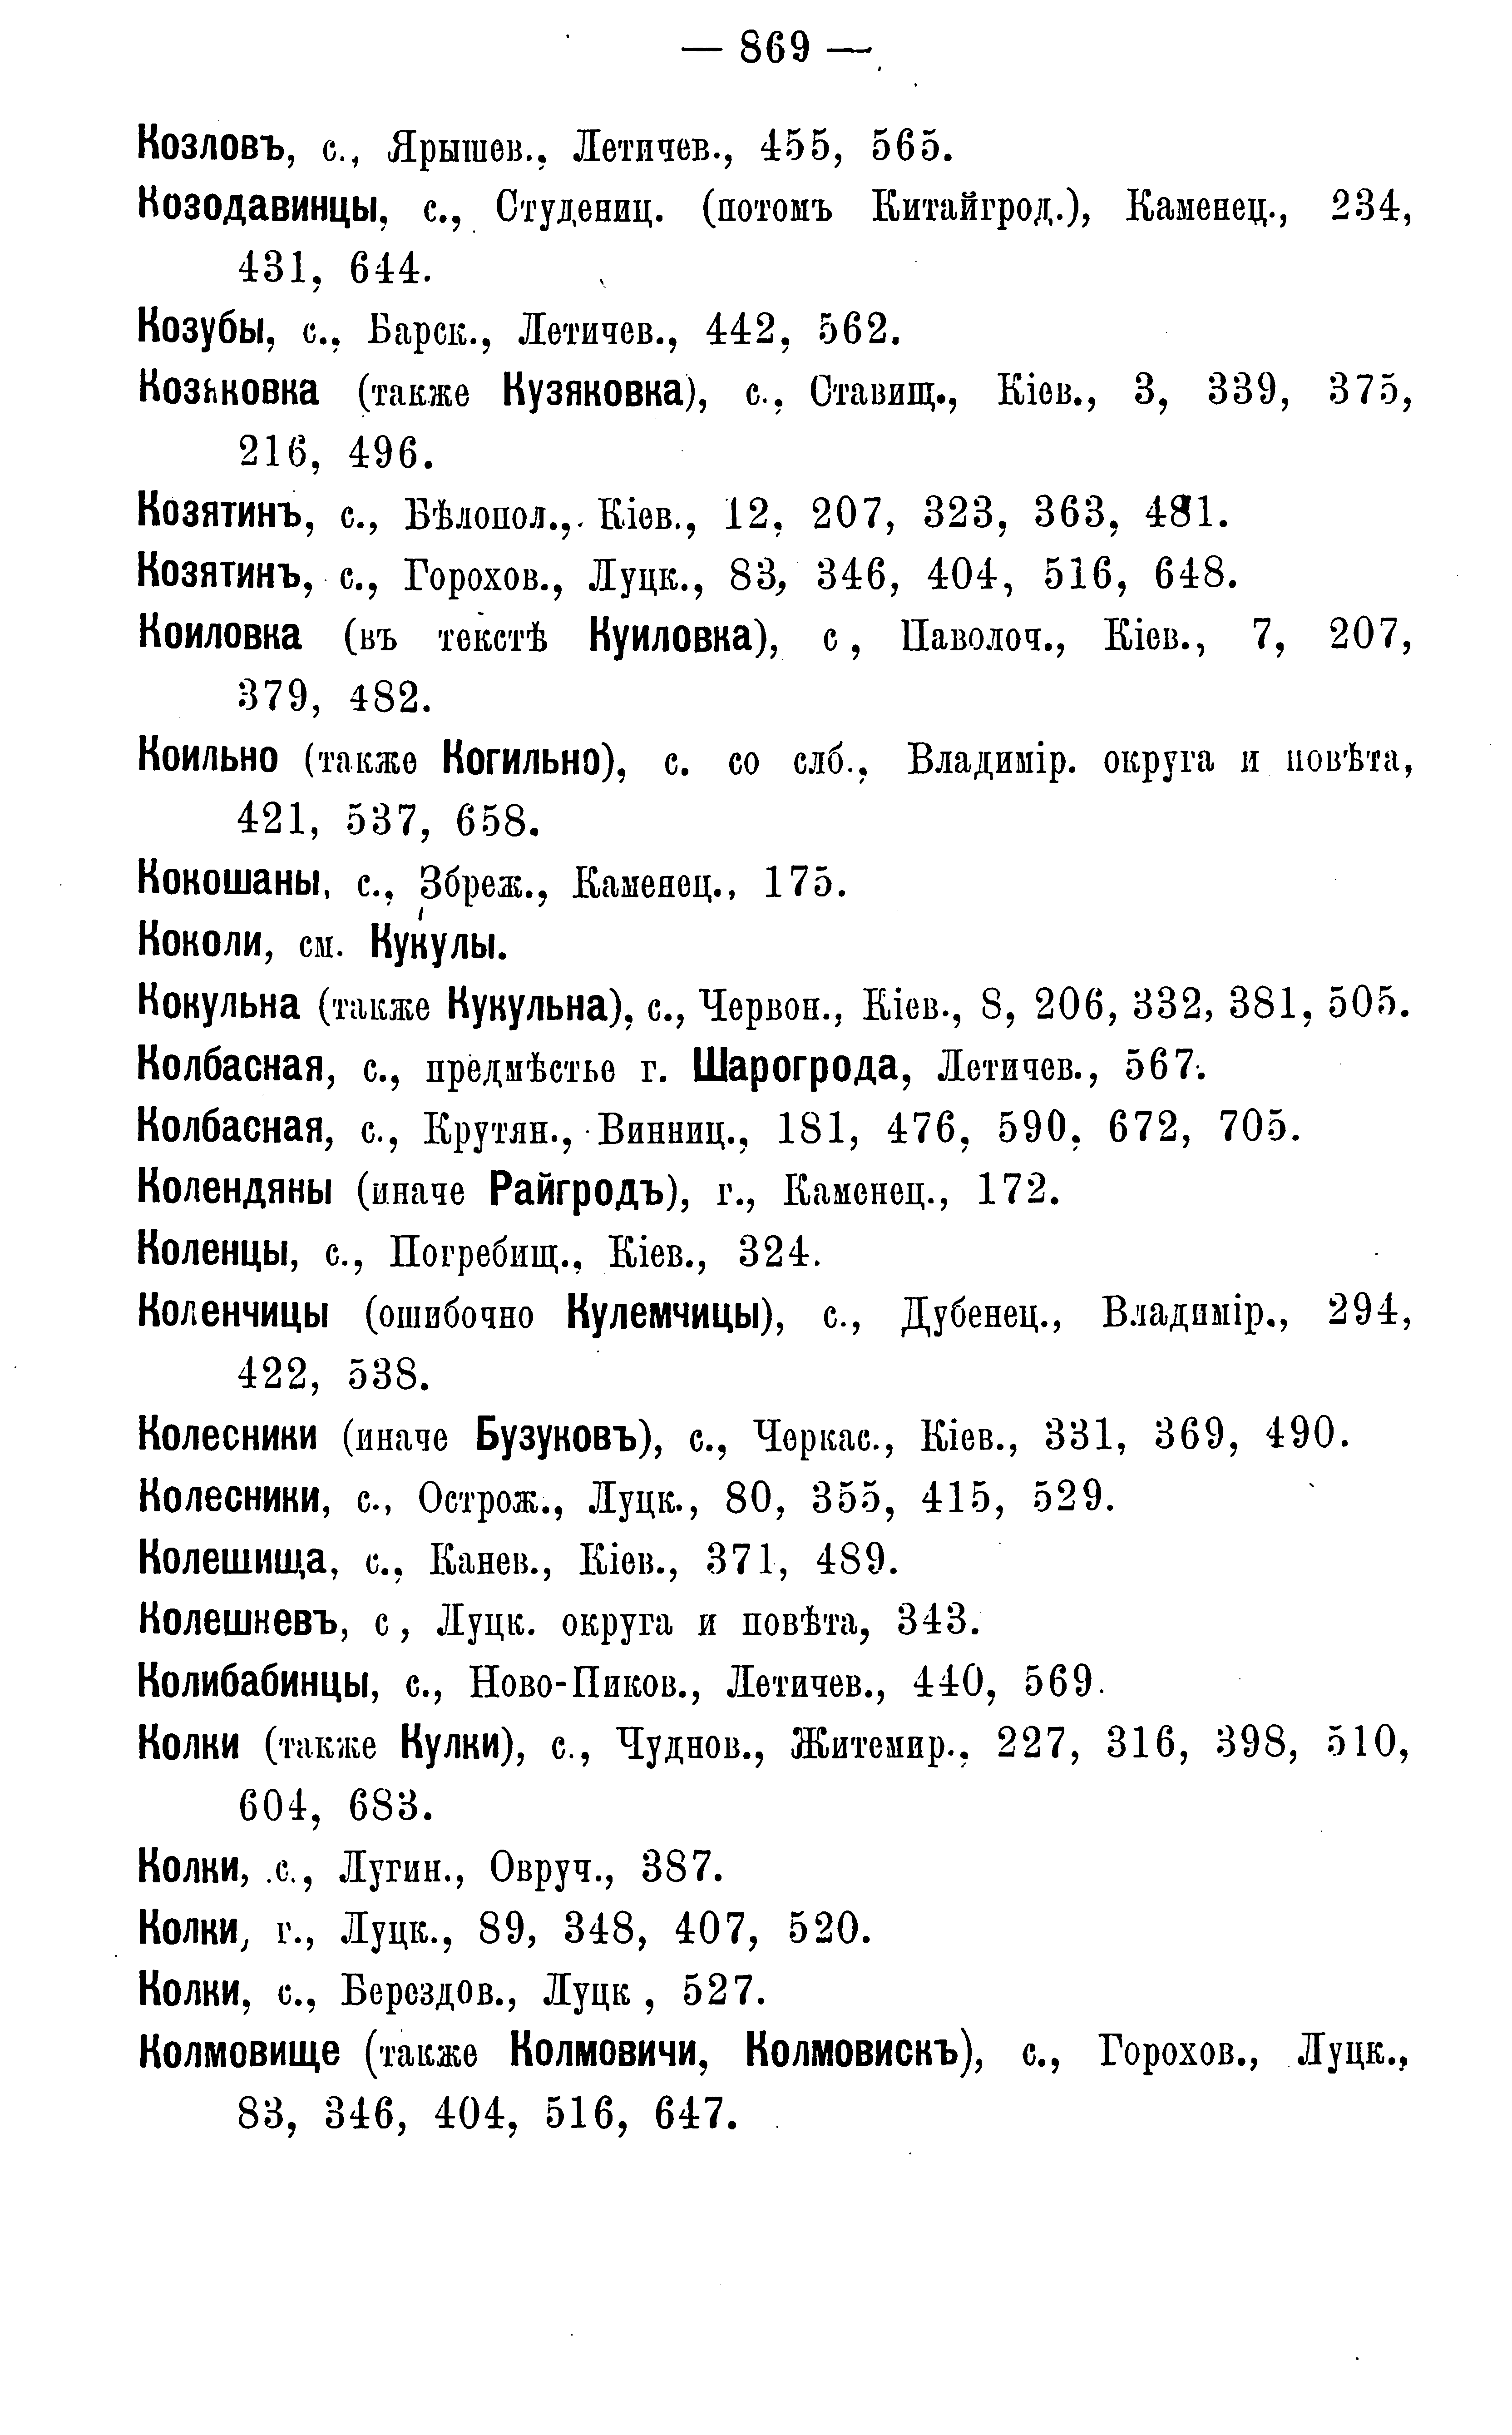 — 869 —
Козловъ, с., Ярышев., Летичев., 455, 565.
Козодавинцы, с., Студениц. (потомъ Китайгрод.), Каменец., 234,
431, 644.
Козубы, с., Барск., Летичев., 442, 562.
Козяковка (также Кузяковка), с., Ставищ., Кіев., 3, 339, 375,
216, 496.
Козятинъ, с., Бѣлопол., Кіев., 12, 207, 323, 363, 481.
Козятинъ, с., Горохов., Луцк., 83, 346, 404, 516, 648.
Коиловка (въ текстѣ Куиловка), с , Паволоч., Кіев., 7, 207,
379, 482.
Коильно (также Когильно), с. со слб., Владимір. округа и повѣта,
421, 537, 658.
Кокошаны, с., Збреж., Каменец., 175.
Коколи, см. Кукулы.
Кокульна (также Кукульна), с., Червон., Кіев., 8, 206, 332, 381, 505.
Колбасная, с., предмѣстье г. Шарогрода, Летичев., 567.
Колбасная, с., Крутян., Винниц., 181, 476, 590, 672, 705.
Колендяны (иначе Райгродъ), г., Каменец., 172.
Коленцы, с., Погребищ., Кіев., 324.
Коленчицы (ошибочно Кулемчицы), с., Дубенец., Владимір., 294,
422, 538.
Колесники (иначе Бузуковъ), с., Черкас., Кіев., 331, 369, 490.
Колесники, с., Острож., Луцк., 80, 355, 415, 529.
Колешища, с., Канев., Кіев., 371, 489.
Колешневъ, с , Луцк. округа и повѣта, 343.
Колибабинцы, с., Ново-Пиков., Летичев., 440, 569.
Колки (также Кулки), с., Чуднов., Житемир., 227, 316, 398, 510,
604, 683.
Колки, с., Лугин., Овруч., 387.
Колки, г., Луцк., 89, 348, 407, 520.
Колки, с., Берездов., Луцк , 527.
Колмовище (также Колмовичи, Колмовискъ), с., Горохов., Луцк.,
83, 346, 404, 516, 647.